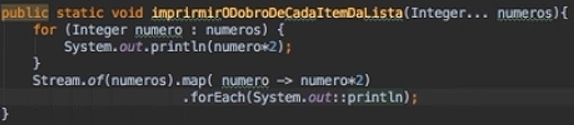 public static void imprirmirODobroDeCadaItemDaLista(Integer... numeros){
for (Integer numero : numeros) {
System.out.println(numero*2);
}
Stream.of(numeros).map( numero -> numero*2)
.forEach(System.out::println);
}